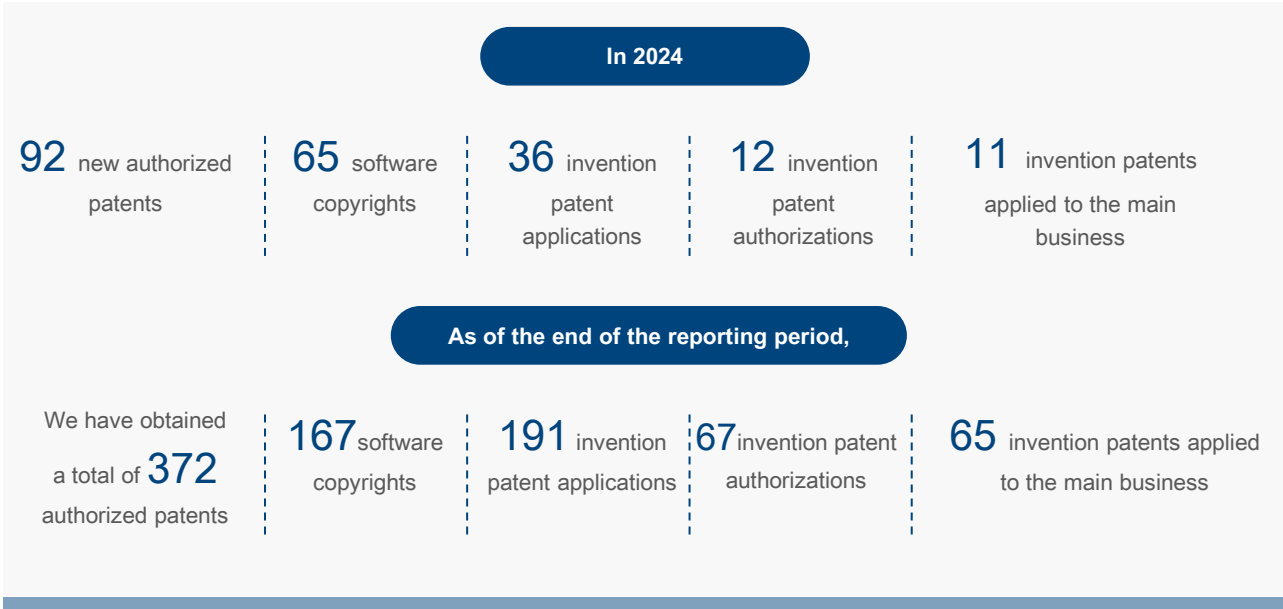 In 2024
92 new authorized
patents
65 software
copyrights
36 invention
patent
applications
12 invention
patent
authorizations
11 invention patents
applied to the main
business
As of the end of the reporting period,
We have obtained
a total of 372
authorized patents
167software
copyrights
191 invention
patent applications
67invention patent
authorizations
65 invention patents applied
to the main business